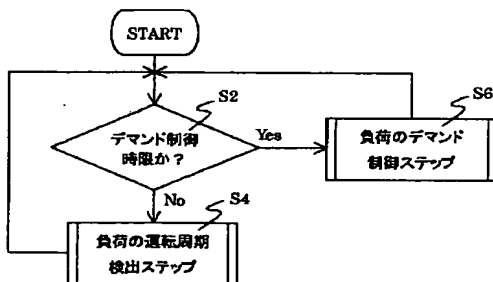 START
S2
デマンド制御
時限か？
Yes
S6
負荷のデマンド
制御ステップ
No
S4
負荷の運転周期
検出ステップ